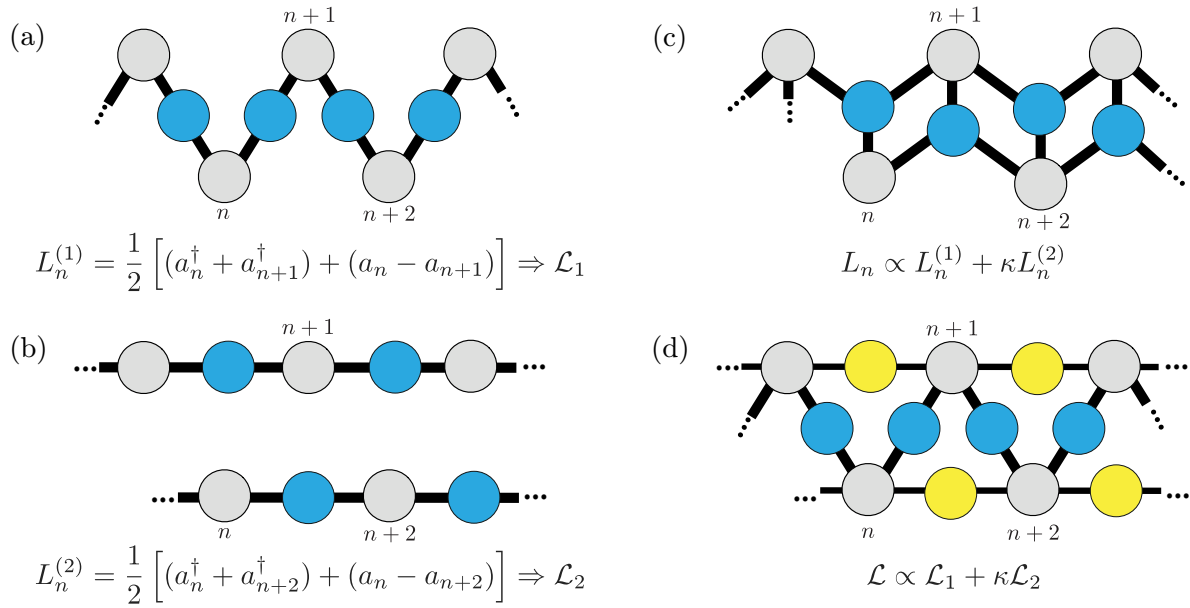 (a)
n + 1
n
n + 2
L_n^{(1)} = \frac{1}{2} \left[ (a_n^\dagger + a_{n+1}^\dagger) + (a_n - a_{n+1}) \right] \Rightarrow \mathcal{L}_1
(c)
n + 1
n
n + 2
L_n \propto L_n^{(1)} + \kappa L_n^{(2)}
(b)
n + 1
n
n + 2
L_n^{(2)} = \frac{1}{2} \left[ (a_n^\dagger + a_{n+2}^\dagger) + (a_n - a_{n+2}) \right] \Rightarrow \mathcal{L}_2
(d)
n + 1
n
n + 2
\mathcal{L} \propto \mathcal{L}_1 + \kappa \mathcal{L}_2